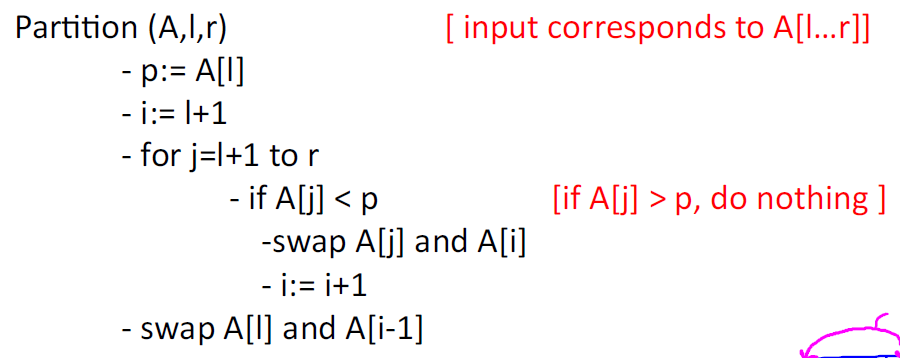 Partition (A,l,r) [ input corresponds to A[l…r]]
- p:= A[l]
- i:= l+1
- for j=l+1 to r
- if A[j] < p [if A[j] > p, do nothing ]
-swap A[j] and A[i]
- i:= i+1
- swap A[l] and A[i-1]